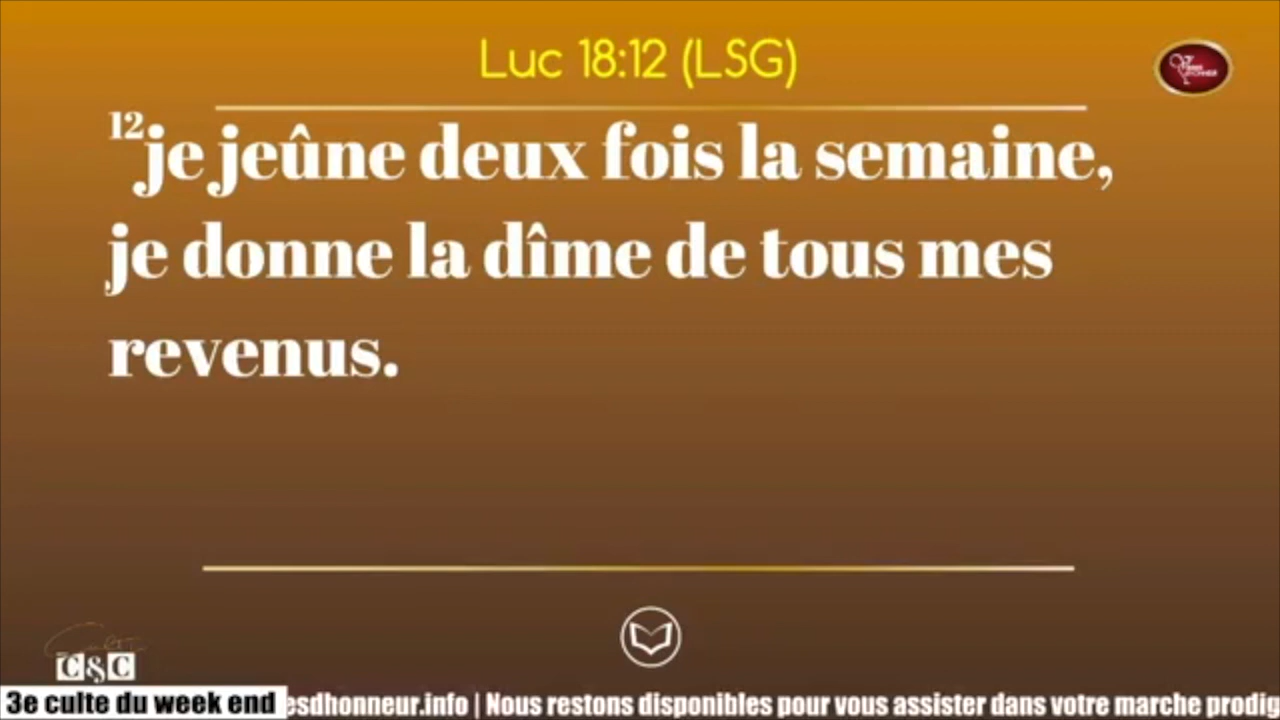 Luc 18:12 (LSG)
12je jeûne deux fois la semaine,
je donne la dîme de tous mes
revenus.
C&C
3e culte du week end
esdhonneur.info | Nous restons disponibles pour vous assister dans votre marche prodig